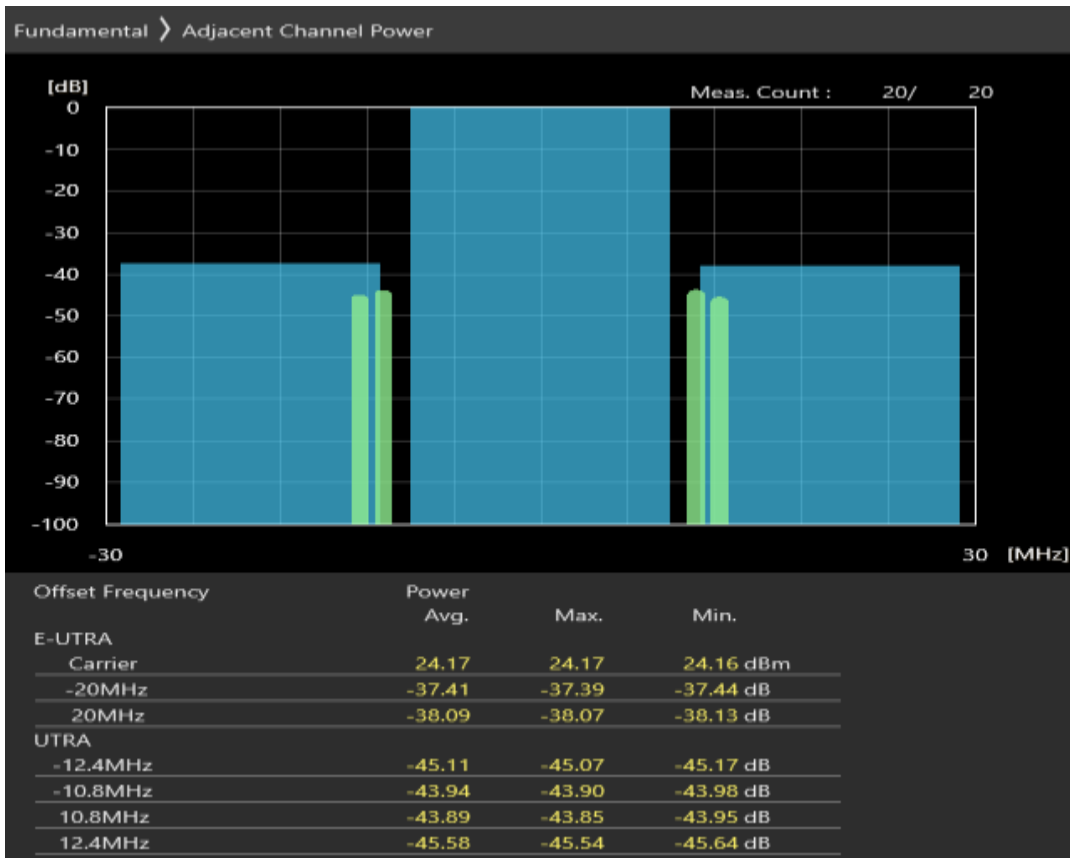 Fundamental ❯ Adjacent Channel Power
[dB]
Meas. Count : 20/ 20
0
-10
-20
-30
-40
-50
-60
-70
-80
-90
-100
-30 30 [MHz]
Offset Frequency Power
Avg. Max. Min.
E-UTRA
Carrier 24.17 24.17 24.16 dBm
-20MHz -37.41 -37.39 -37.44 dB
20MHz -38.09 -38.07 -38.13 dB
UTRA
-12.4MHz -45.11 -45.07 -45.17 dB
-10.8MHz -43.94 -43.90 -43.98 dB
10.8MHz -43.89 -43.85 -43.95 dB
12.4MHz -45.58 -45.54 -45.64 dB